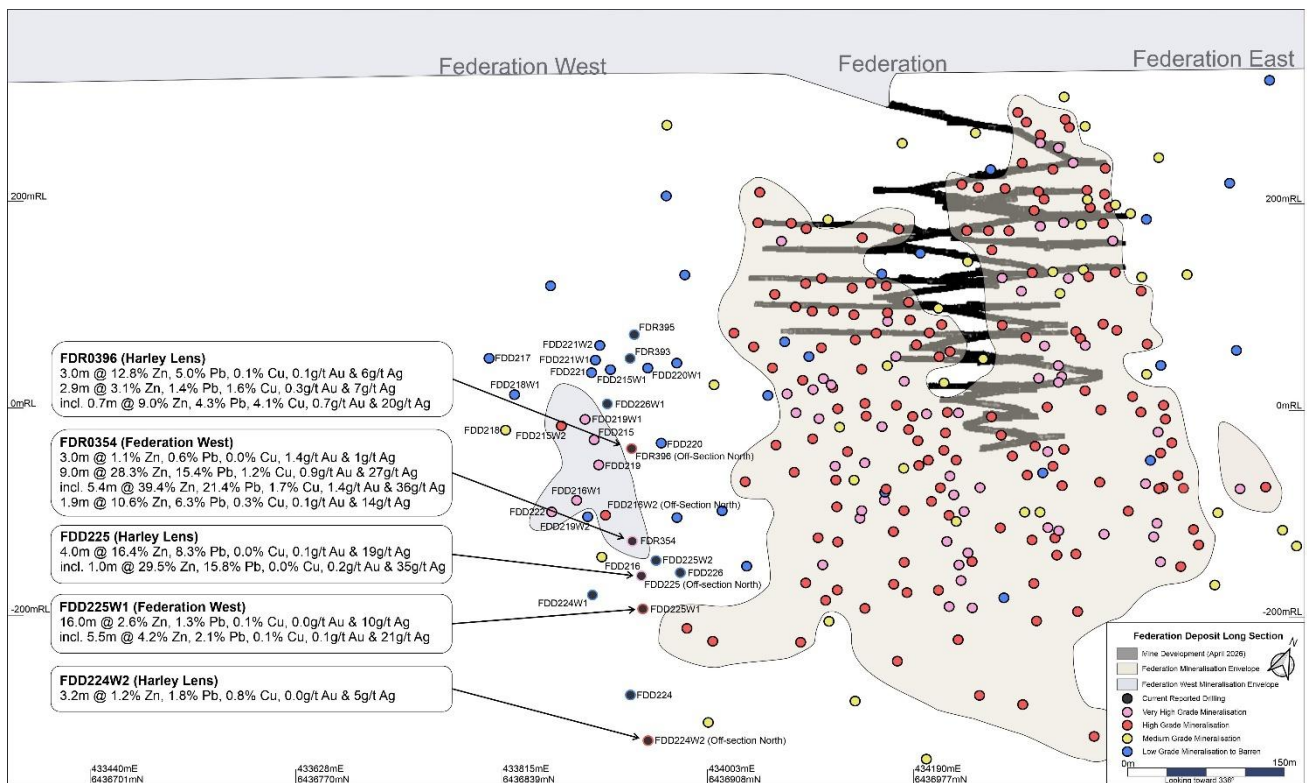 Federation West
Federation
Federation East
200mRL
200mRL
FDR395
FDD221W2
FDR393
FDD217
FDD221W1
FDD221
FDD215W1
FDD220W1
FDD218W1
0mRL
0mRL
FDD226W1
FDD219W1
FDD218
FDD215W2
FDD215
FDD220
FDR396 (Off-Section North)
FDD219
FDD216W1
FDD222
FDD216W2 (Off-Section North)
FDD219W2
FDR354
FDD225W2
FDD216
FDD226
FDD225 (Off-section North)
FDD224W1
FDD225W1
-200mRL
-200mRL
FDD224
FDD224W2 (Off-section North)
FDR0396 (Harley Lens)
3.0m @ 12.8% Zn, 5.0% Pb, 0.1% Cu, 0.1g/t Au & 6g/t Ag
2.9m @ 3.1% Zn, 1.4% Pb, 1.6% Cu, 0.3g/t Au & 7g/t Ag
incl. 0.7m @ 9.0% Zn, 4.3% Pb, 4.1% Cu, 0.7g/t Au & 20g/t Ag
FDR0354 (Federation West)
3.0m @ 1.1% Zn, 0.6% Pb, 0.0% Cu, 1.4g/t Au & 1g/t Ag
9.0m @ 28.3% Zn, 15.4% Pb, 1.2% Cu, 0.9g/t Au & 27g/t Ag
incl. 5.4m @ 39.4% Zn, 21.4% Pb, 1.7% Cu, 1.4g/t Au & 36g/t Ag
1.9m @ 10.6% Zn, 6.3% Pb, 0.3% Cu, 0.1g/t Au & 14g/t Ag
FDD225 (Harley Lens)
4.0m @ 16.4% Zn, 8.3% Pb, 0.0% Cu, 0.1g/t Au & 19g/t Ag
incl. 1.0m @ 29.5% Zn, 15.8% Pb, 0.0% Cu, 0.2g/t Au & 35g/t Ag
FDD225W1 (Federation West)
16.0m @ 2.6% Zn, 1.3% Pb, 0.1% Cu, 0.0g/t Au & 10g/t Ag
incl. 5.5m @ 4.2% Zn, 2.1% Pb, 0.1% Cu, 0.1g/t Au & 21g/t Ag
FDD224W2 (Harley Lens)
3.2m @ 1.2% Zn, 1.8% Pb, 0.8% Cu, 0.0g/t Au & 5g/t Ag
Federation Deposit Long Section
N
Mine Development (April 2026)
Federation Mineralisation Envelope
Federation West Mineralisation Envelope
Current Reported Drilling
Very High Grade Mineralisation
High Grade Mineralisation
Medium Grade Mineralisation
Low Grade Mineralisation to Barren
0m
150m
Looking toward 338°
433440mE
6436701mN
433628mE
6436770mN
433815mE
6436839mN
434003mE
6436908mN
434190mE
6436977mN